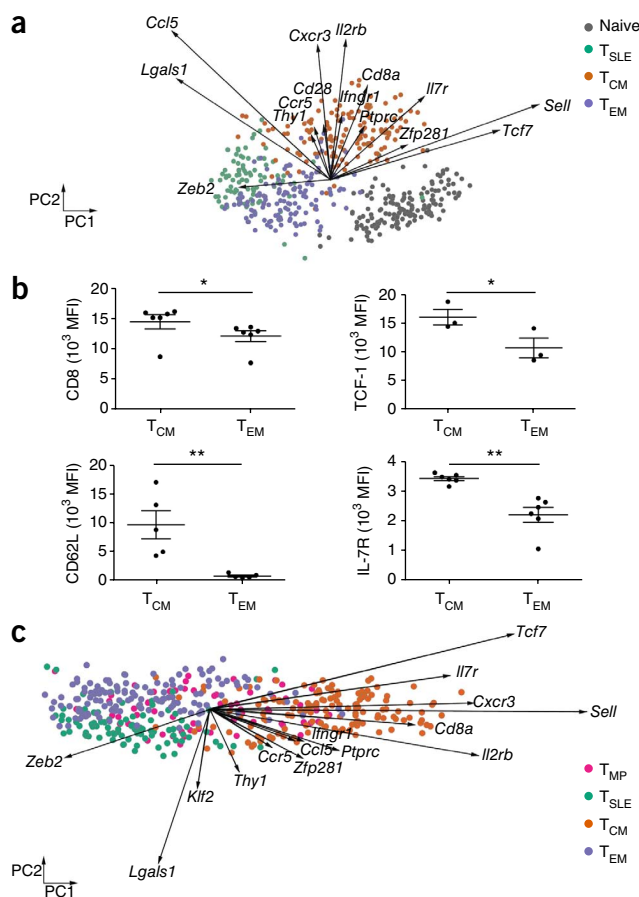 a
Ccl5
Cxcr3
Il2rb
Lgals1
Cd28
Ifngr1
Cd8a
Ccr5
Il7r
Thy1
Ptprc
Sell
Zfp281
Tcf7
Zeb2
PC2
PC1
Naive
TSLE
TCM
TEM
b
20
15
10
5
0
CD8 (10³ MFI)
*
TCM
TEM
20
15
10
5
0
TCF-1 (10³ MFI)
*
TCM
TEM
20
15
10
5
0
CD62L (10³ MFI)
**
TCM
TEM
4
3
2
1
0
IL-7R (10³ MFI)
**
TCM
TEM
c
Tcf7
Il7r
Cxcr3
Sell
Cd8a
Ifngr1
Ccl5
Ptprc
Il2rb
Ccr5
Zfp281
Zeb2
Thy1
Klf2
Lgals1
PC2
PC1
TMP
TSLE
TCM
TEM